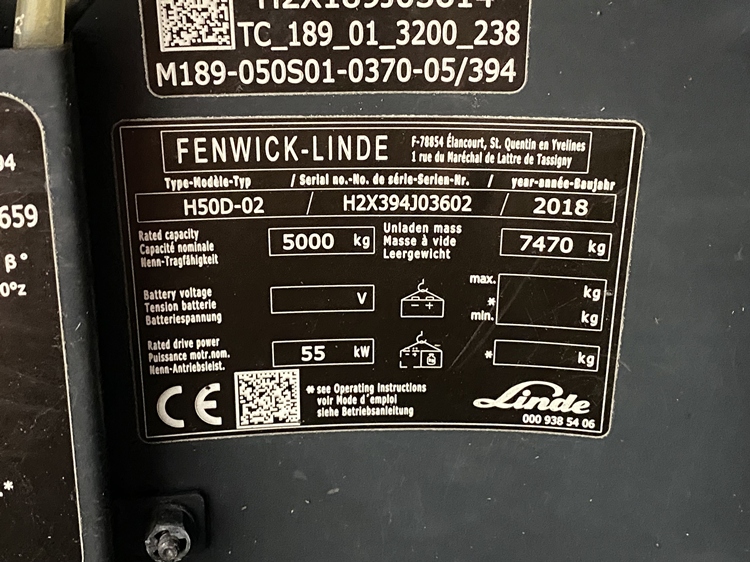 TC_189_01_3200_238
M189-050S01-0370-05/394
FENWICK-LINDE
F-78854 Élancourt, St. Quentin en Yvelines
1 rue du Maréchal de Lattre de Tassigny
Type-Modèle-Typ / Serial no.-No. de série-Serien-Nr. / year-année-Baujahr
H50D-02 / H2X394J03602 / 2018
Rated capacity
Capacité nominale
Nenn-Tragfähigkeit
5000 kg
Unladen mass
Masse à vide
Leergewicht
7470 kg
Battery voltage
Tension batterie
Batteriespannung
V
max. kg
*
min. kg
Rated drive power
Puissance motr.nom.
Nenn-Antriebsleist.
55 kW
* kg
CE
* see Operating Instructions
voir Mode d'emploi
siehe Betriebsanleitung
Linde
000 938 54 06
04
659
β°
0°z
.*